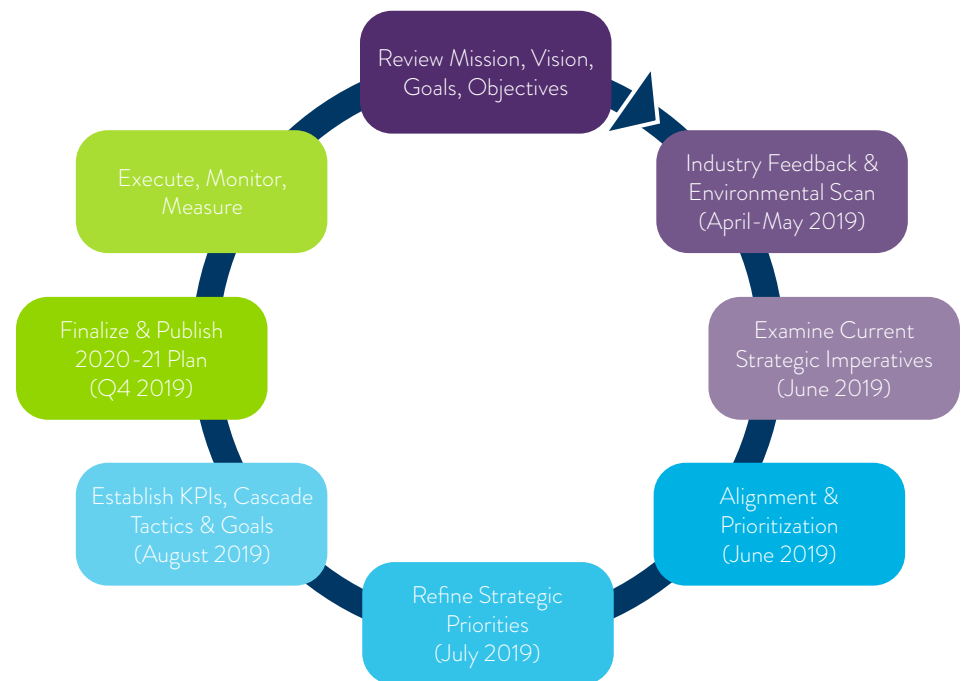 Review Mission, Vision,
Goals, Objectives
Industry Feedback &
Environmental Scan
(April-May 2019)
Examine Current
Strategic Imperatives
(June 2019)
Alignment &
Prioritization
(June 2019)
Refine Strategic
Priorities
(July 2019)
Establish KPIs, Cascade
Tactics & Goals
(August 2019)
Finalize & Publish
2020-21 Plan
(Q4 2019)
Execute, Monitor,
Measure